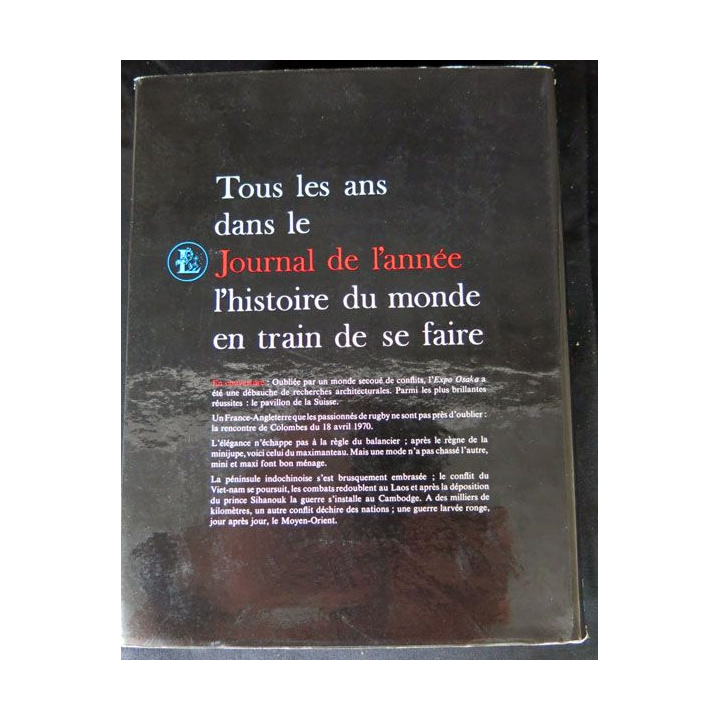 Tous les ans
dans le
Journal de l'année
l'histoire du monde
en train de se faire
En couverture : Oubliée par un monde secoué de conflits, l'Expo Osaka a
été une débauche de recherches architecturales. Parmi les plus brillantes
réussites : le pavillon de la Suisse.
Un France-Angleterre que les passionnés de rugby ne sont pas près d'oublier :
la rencontre de Colombes du 18 avril 1970.
L'élégance n'échappe pas à la règle du balancier ; après le règne de la
minijupe, voici celui du maximanteau. Mais une mode n'a pas chassé l'autre,
mini et maxi font bon ménage.
La péninsule indochinoise s'est brusquement embrasée ; le conflit du
Viet-nam se poursuit, les combats redoublent au Laos et après la déposition
du prince Sihanouk la guerre s'installe au Cambodge. A des milliers de
kilomètres, un autre conflit déchire des nations ; une guerre larvée ronge,
jour après jour, le Moyen-Orient.